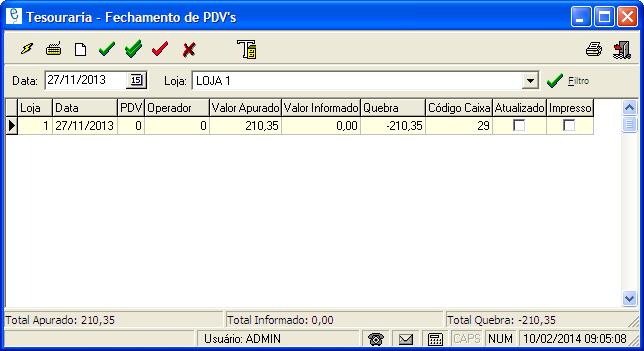 Tesouraria - Fechamento de PDV's
Data: 27/11/2013 15 Loja: LOJA 1 Filtro
Loja Data PDV Operador Valor Apurado Valor Informado Quebra Código Caixa Atualizado Impresso
1 27/11/2013 0 0 210,35 0,00 -210,35 29
Total Apurado: 210,35 Total Informado: 0,00 Total Quebra: -210,35
Usuário: ADMIN CAPS NUM 10/02/2014 09:05:08